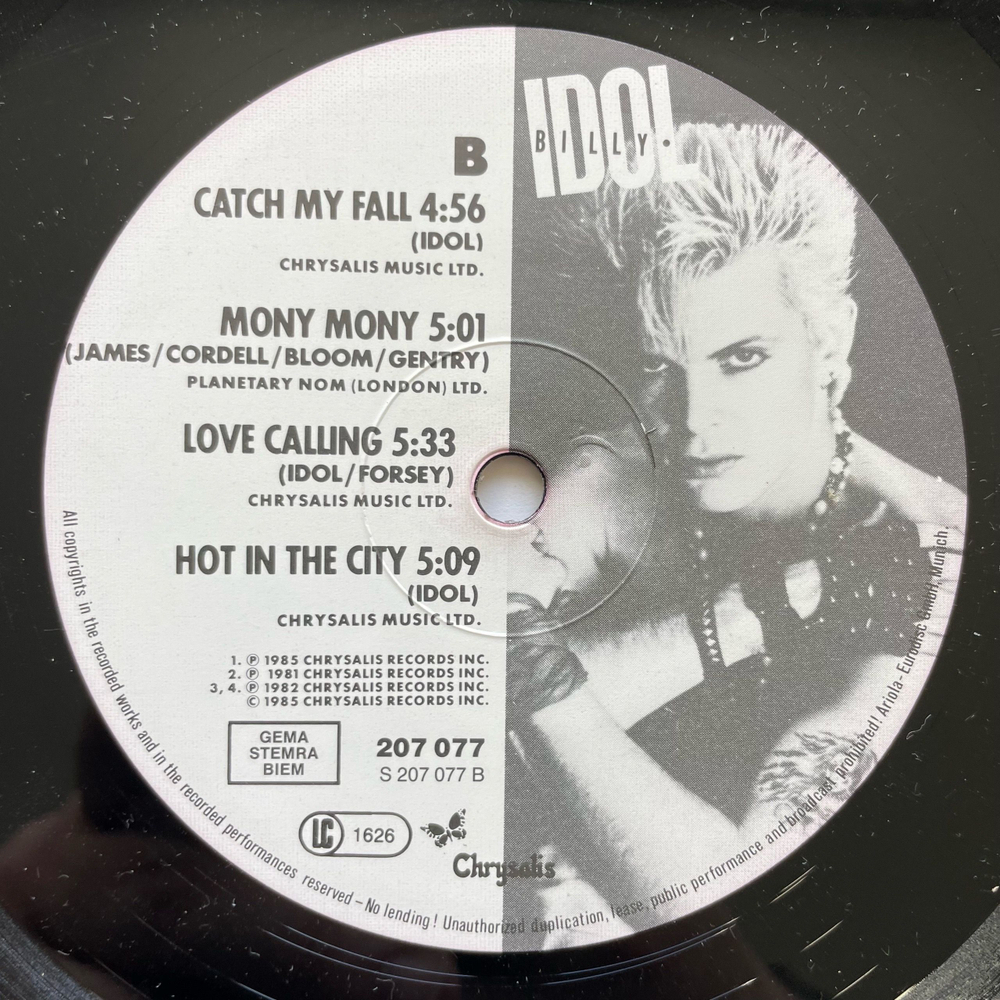 B
CATCH MY FALL 4:56
(IDOL)
CHRYSALIS MUSIC LTD.
MONY MONY 5:01
(JAMES/CORDELL/BLOOM/GENTRY)
PLANETARY NOM (LONDON) LTD.
LOVE CALLING 5:33
(IDOL/FORSEY)
CHRYSALIS MUSIC LTD.
HOT IN THE CITY 5:09
(IDOL)
CHRYSALIS MUSIC LTD.
1. ℗ 1985 CHRYSALIS RECORDS INC.
2. ℗ 1981 CHRYSALIS RECORDS INC.
3, 4. ℗ 1982 CHRYSALIS RECORDS INC.
© 1985 CHRYSALIS RECORDS INC.
GEMA
STEMRA
BIEM
207 077
S 207 077 B
LC 1626
Chrysalis
IDOL
BILLY.
All copyrights in the recorded works and in the recorded performances reserved – No lending! Unauthorized duplication, lease, public performance and broadcast prohibited! Ariola-Eurodisc GmbH, Munich.